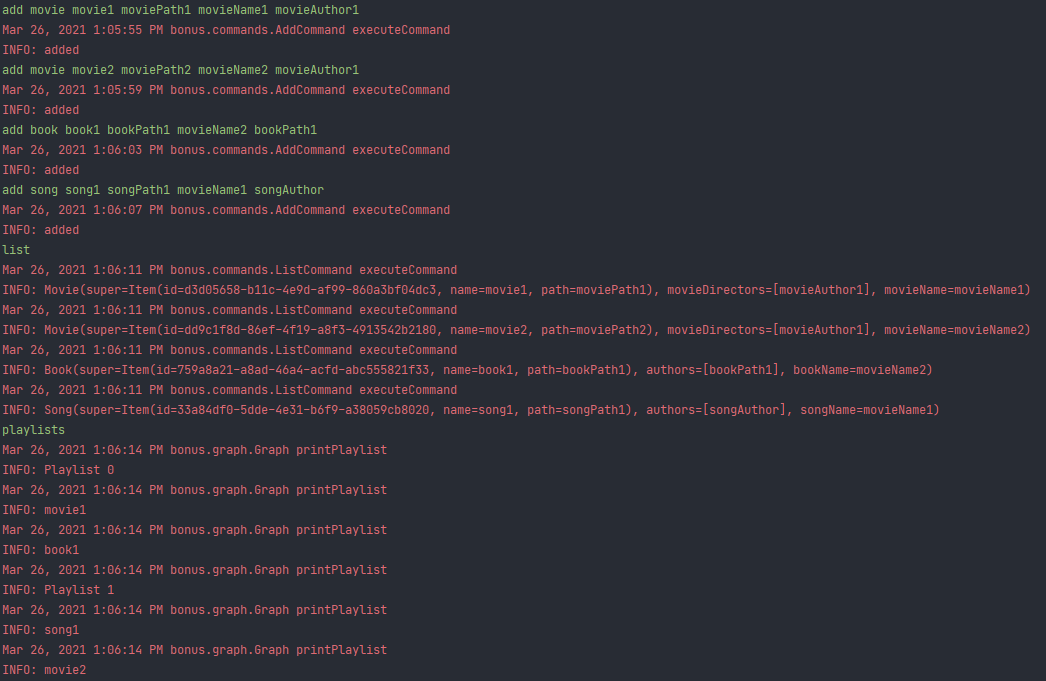 add movie movie1 moviePath1 movieName1 movieAuthor1
Mar 26, 2021 1:05:55 PM bonus.commands.AddCommand executeCommand
INFO: added
add movie movie2 moviePath2 movieName2 movieAuthor1
Mar 26, 2021 1:05:59 PM bonus.commands.AddCommand executeCommand
INFO: added
add book book1 bookPath1 movieName2 bookPath1
Mar 26, 2021 1:06:03 PM bonus.commands.AddCommand executeCommand
INFO: added
add song song1 songPath1 movieName1 songAuthor
Mar 26, 2021 1:06:07 PM bonus.commands.AddCommand executeCommand
INFO: added
list
Mar 26, 2021 1:06:11 PM bonus.commands.ListCommand executeCommand
INFO: Movie(super=Item(id=d3d05658-b11c-4e9d-af99-860a3bf04dc3, name=movie1, path=moviePath1), movieDirectors=[movieAuthor1], movieName=movieName1)
Mar 26, 2021 1:06:11 PM bonus.commands.ListCommand executeCommand
INFO: Movie(super=Item(id=dd9c1f8d-86ef-4f19-a8f3-4913542b2180, name=movie2, path=moviePath2), movieDirectors=[movieAuthor1], movieName=movieName2)
Mar 26, 2021 1:06:11 PM bonus.commands.ListCommand executeCommand
INFO: Book(super=Item(id=759a8a21-a8ad-46a4-acfd-abc555821f33, name=book1, path=bookPath1), authors=[bookPath1], bookName=movieName2)
Mar 26, 2021 1:06:11 PM bonus.commands.ListCommand executeCommand
INFO: Song(super=Item(id=33a84df0-5dde-4e31-b6f9-a38059cb8020, name=song1, path=songPath1), authors=[songAuthor], songName=movieName1)
playlists
Mar 26, 2021 1:06:14 PM bonus.graph.Graph printPlaylist
INFO: Playlist 0
Mar 26, 2021 1:06:14 PM bonus.graph.Graph printPlaylist
INFO: movie1
Mar 26, 2021 1:06:14 PM bonus.graph.Graph printPlaylist
INFO: book1
Mar 26, 2021 1:06:14 PM bonus.graph.Graph printPlaylist
INFO: Playlist 1
Mar 26, 2021 1:06:14 PM bonus.graph.Graph printPlaylist
INFO: song1
Mar 26, 2021 1:06:14 PM bonus.graph.Graph printPlaylist
INFO: movie2